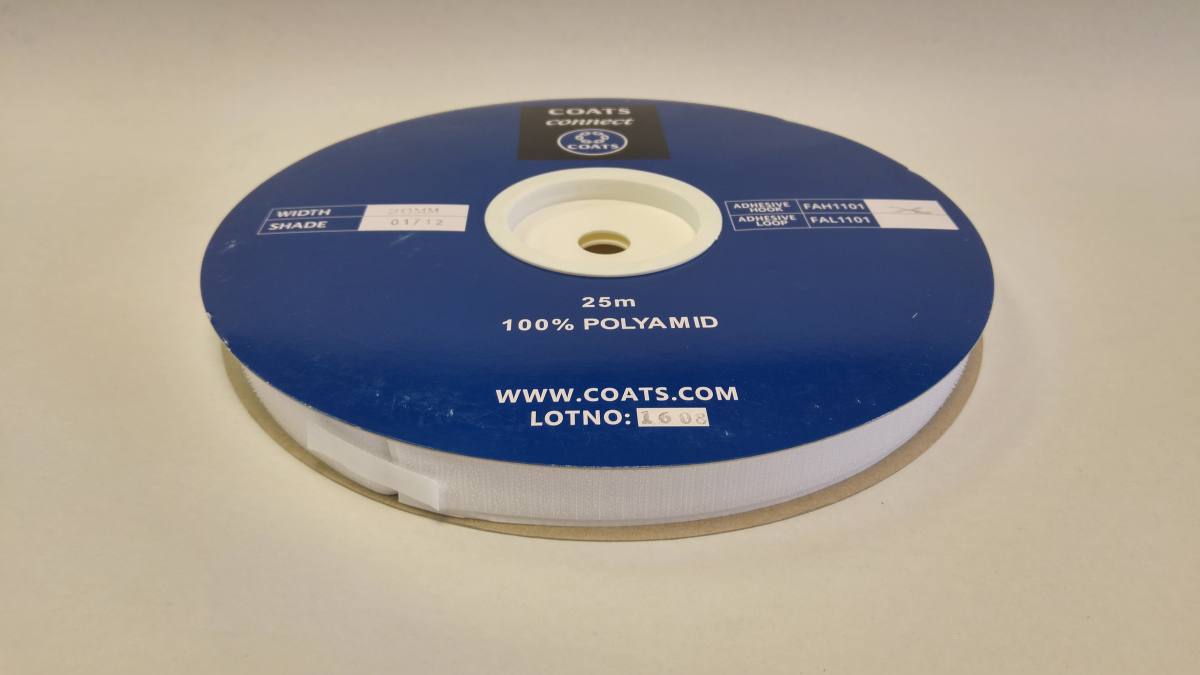 COATS
connect
COATS
WIDTH 20MM
SHADE 01/12
ADHESIVE HOOK FAH1101
ADHESIVE LOOP FAL1101
25m
100% POLYAMID
WWW.COATS.COM
LOTNO: 1608